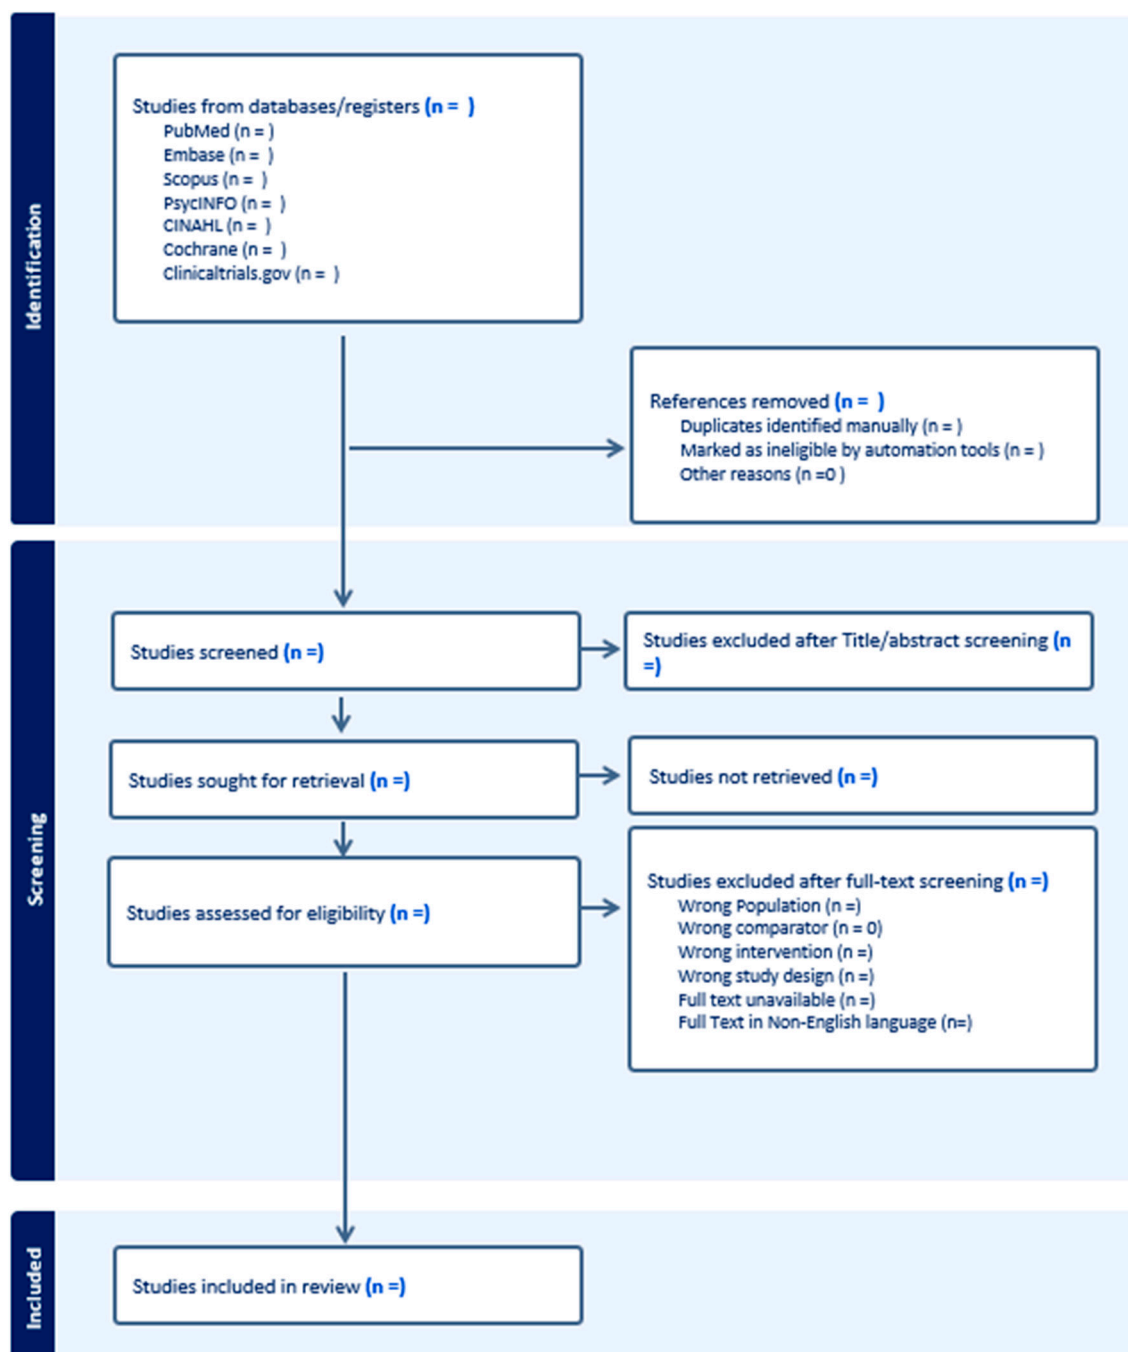 Identification
Studies from databases/registers (n =  )
PubMed (n = )
Embase (n =  )
Scopus (n =  )
PsycINFO (n =  )
CINAHL (n =  )
Cochrane (n =  )
Clinicaltrials.gov (n =  )
References removed (n =  )
Duplicates identified manually (n = )
Marked as ineligible by automation tools (n = )
Other reasons (n =0 )
Screening
Studies screened (n =)
Studies excluded after Title/abstract screening (n
=)
Studies sought for retrieval (n =)
Studies not retrieved (n =)
Studies assessed for eligibility (n =)
Studies excluded after full-text screening (n =)
Wrong Population (n =)
Wrong comparator (n = 0)
Wrong intervention (n =)
Wrong study design (n =)
Full text unavailable (n =)
Full Text in Non-English language (n=)
Included
Studies included in review (n =)